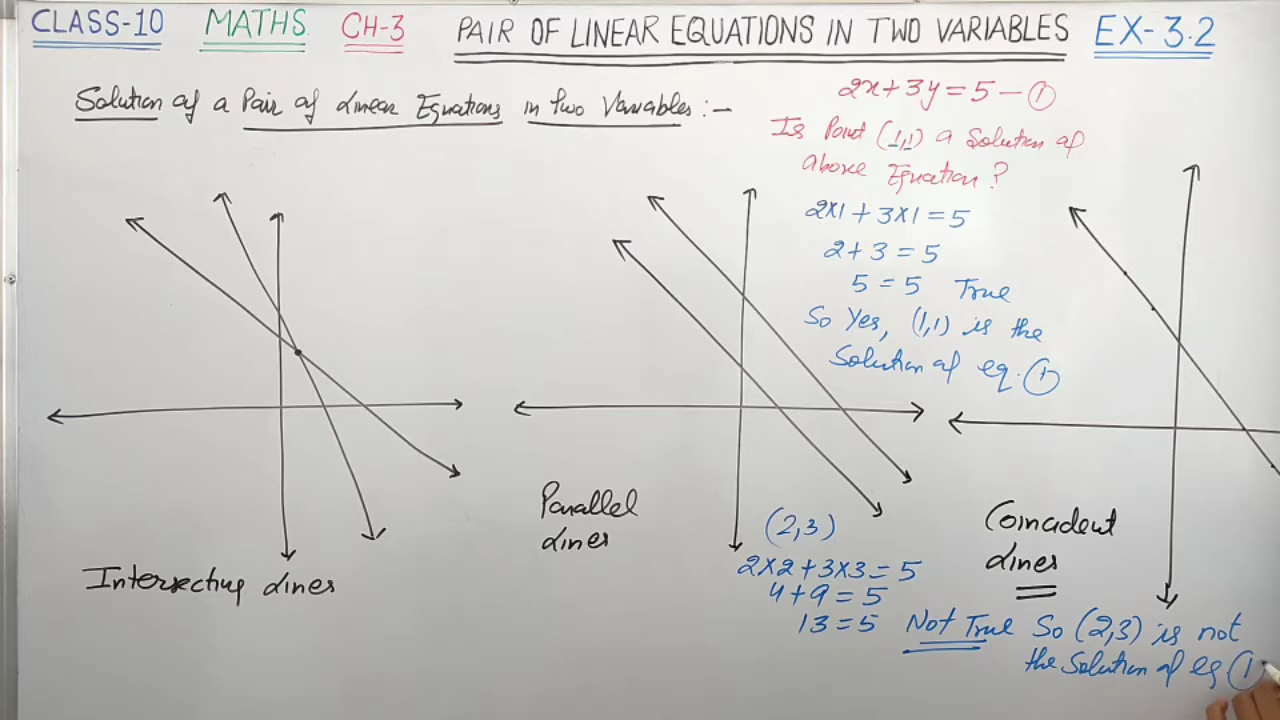 CLASS-10 MATHS CH-3 PAIR OF LINEAR EQUATIONS IN TWO VARIABLES EX-3.2
Solution of a Pair of Linear Equations in two Variables:-
2x+3y=5-①
Is Point (1,1) a Solution of
above Equation?
2×1+3×1=5
2+3=5
5=5 True
So Yes, (1,1) is the
Solution of eq. ①
Intersecting Lines
Parallel
Lines
Coincident
Lines
(2,3)
2×2+3×3=5
4+9=5
13=5 Not True So (2,3) is not
the Solution of eq ①